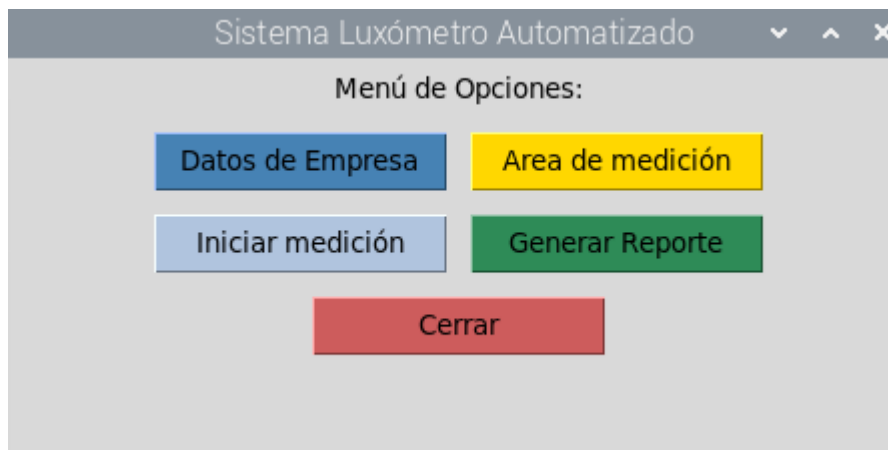 Sistema Luxómetro Automatizado
Menú de Opciones:
Datos de Empresa
Area de medición
Iniciar medición
Generar Reporte
Cerrar